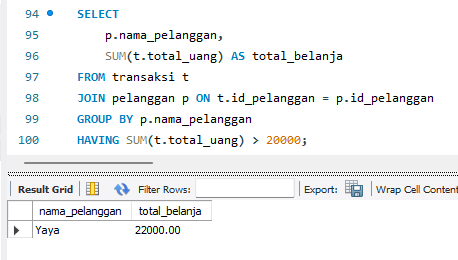 94 SELECT
95 p.nama_pelanggan,
96 SUM(t.total_uang) AS total_belanja
97 FROM transaksi t
98 JOIN pelanggan p ON t.id_pelanggan = p.id_pelanggan
99 GROUP BY p.nama_pelanggan
100 HAVING SUM(t.total_uang) > 20000;
Result Grid Filter Rows: Export: Wrap Cell Content
nama_pelanggan total_belanja
Yaya 22000.00